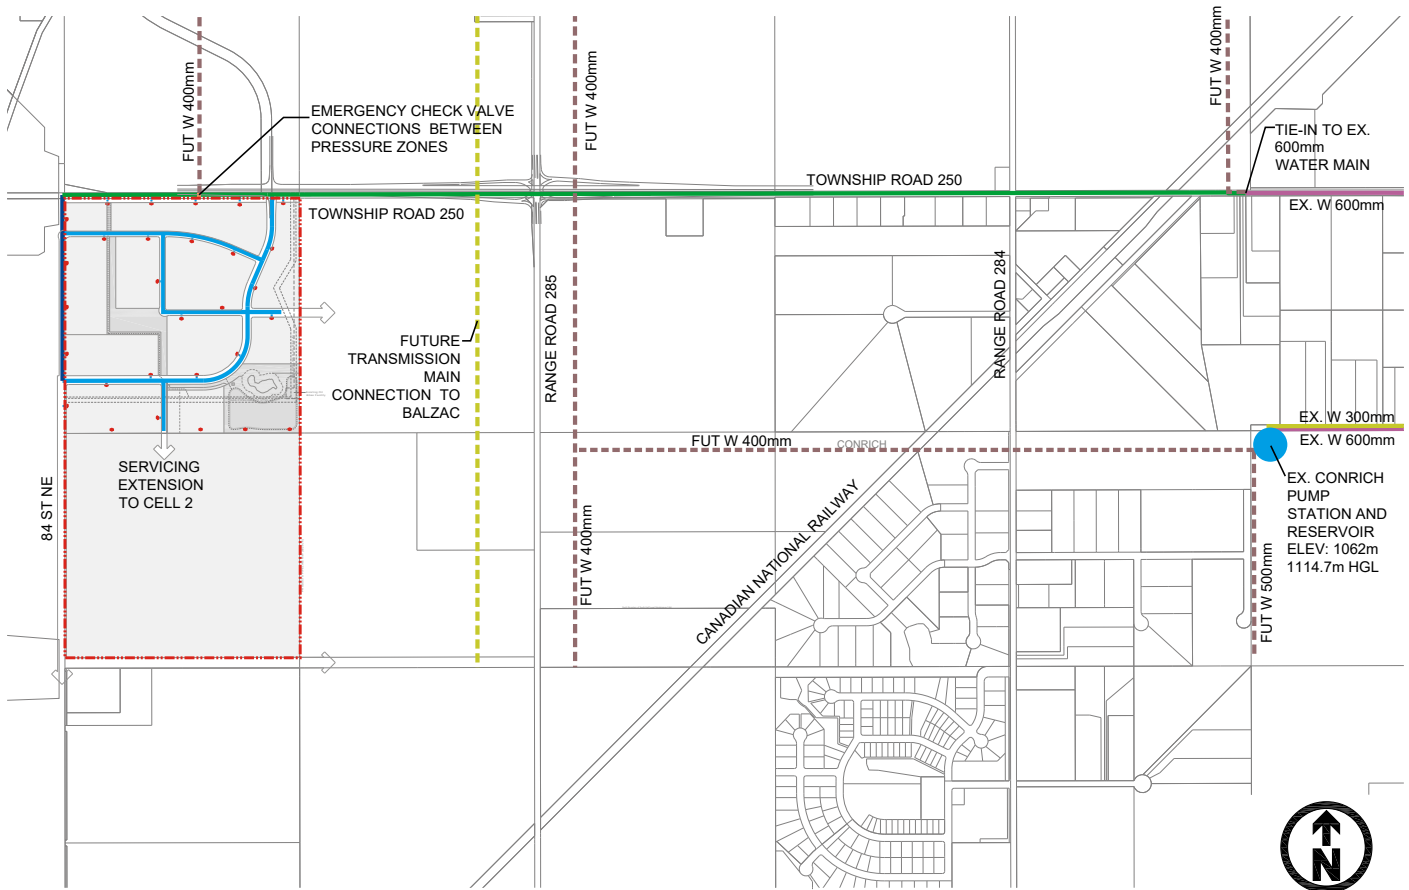 FUT W 400mm
EMERGENCY CHECK VALVE
CONNECTIONS BETWEEN
PRESSURE ZONES
FUT W 400mm
FUT W 400mm
TIE-IN TO EX.
600mm
WATER MAIN
TOWNSHIP ROAD 250
EX. W 600mm
TOWNSHIP ROAD 250
RANGE ROAD 285
RANGE ROAD 284
FUTURE
TRANSMISSION
MAIN
CONNECTION TO
BALZAC
EX. W 300mm
EX. W 600mm
FUT W 400mm
CONRICH
SERVICING
EXTENSION
TO CELL 2
84 ST NE
EX. CONRICH
PUMP
STATION AND
RESERVOIR
ELEV: 1062m
1114.7m HGL
FUT W 400mm
CANADIAN NATIONAL RAILWAY
FUT W 500mm
N